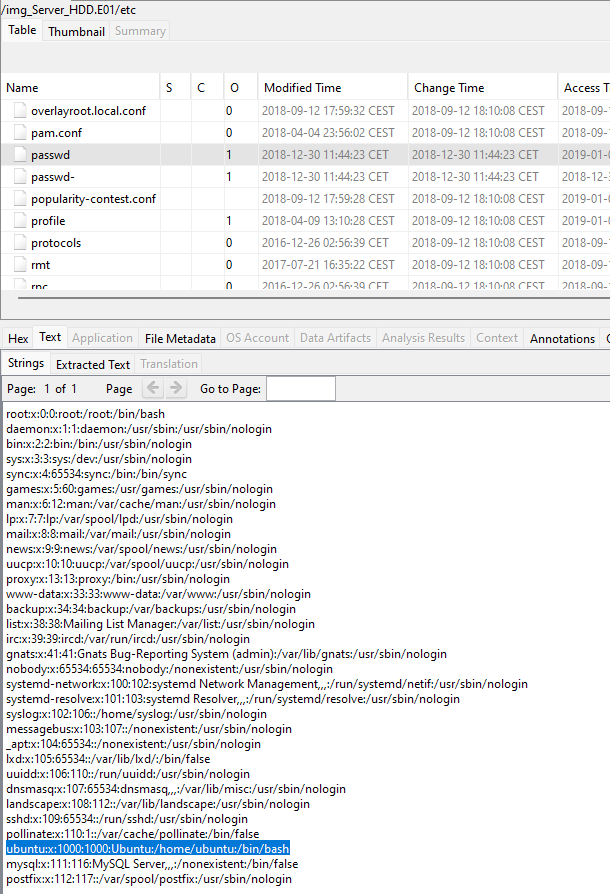 /img_Server_HDD.E01/etc
Table Thumbnail Summary
Name S C O Modified Time Change Time Access T
overlayroot.local.conf 0 2018-09-12 17:59:32 CEST 2018-09-12 18:10:08 CEST 2018-09-
pam.conf 0 2018-04-04 23:56:02 CEST 2018-09-12 18:10:08 CEST 2018-09-
passwd 1 2018-12-30 11:44:23 CET 2018-12-30 11:44:23 CET 2019-01-0
passwd- 1 2018-12-30 11:44:23 CET 2018-12-30 11:44:23 CET 2018-12-3
popularity-contest.conf 2018-09-12 17:59:28 CEST 2018-09-12 18:10:08 CEST 2019-01-0
profile 1 2018-04-09 13:10:28 CEST 2018-09-12 18:10:08 CEST 2019-01-0
protocols 0 2016-12-26 02:56:39 CET 2018-09-12 18:10:08 CEST 2018-09-
rmt 0 2017-07-21 16:35:22 CEST 2018-09-12 18:10:08 CEST 2018-09-
rpc 0 2016-12-26 02:56:39 CET 2018-09-12 18:10:08 CEST 2018-09-
Hex Text Application File Metadata OS Account Data Artifacts Analysis Results Context Annotations
Strings Extracted Text Translation
Page: 1 of 1 Page Go to Page:
root:x:0:0:root:/root:/bin/bash
daemon:x:1:1:daemon:/usr/sbin:/usr/sbin/nologin
bin:x:2:2:bin:/bin:/usr/sbin/nologin
sys:x:3:3:sys:/dev:/usr/sbin/nologin
sync:x:4:65534:sync:/bin:/bin/sync
games:x:5:60:games:/usr/games:/usr/sbin/nologin
man:x:6:12:man:/var/cache/man:/usr/sbin/nologin
lp:x:7:7:lp:/var/spool/lpd:/usr/sbin/nologin
mail:x:8:8:mail:/var/mail:/usr/sbin/nologin
news:x:9:9:news:/var/spool/news:/usr/sbin/nologin
uucp:x:10:10:uucp:/var/spool/uucp:/usr/sbin/nologin
proxy:x:13:13:proxy:/bin:/usr/sbin/nologin
www-data:x:33:33:www-data:/var/www:/usr/sbin/nologin
backup:x:34:34:backup:/var/backups:/usr/sbin/nologin
list:x:38:38:Mailing List Manager:/var/list:/usr/sbin/nologin
irc:x:39:39:ircd:/var/run/ircd:/usr/sbin/nologin
gnats:x:41:41:Gnats Bug-Reporting System (admin):/var/lib/gnats:/usr/sbin/nologin
nobody:x:65534:65534:nobody:/nonexistent:/usr/sbin/nologin
systemd-network:x:100:102:systemd Network Management,,,:/run/systemd/netif:/usr/sbin/nologin
systemd-resolve:x:101:103:systemd Resolver,,,:/run/systemd/resolve:/usr/sbin/nologin
syslog:x:102:106::/home/syslog:/usr/sbin/nologin
messagebus:x:103:107::/nonexistent:/usr/sbin/nologin
_apt:x:104:65534::/nonexistent:/usr/sbin/nologin
lxd:x:105:65534::/var/lib/lxd/:/bin/false
uuidd:x:106:110::/run/uuidd:/usr/sbin/nologin
dnsmasq:x:107:65534:dnsmasq,,,:/var/lib/misc:/usr/sbin/nologin
landscape:x:108:112::/var/lib/landscape:/usr/sbin/nologin
sshd:x:109:65534::/run/sshd:/usr/sbin/nologin
pollinate:x:110:1::/var/cache/pollinate:/bin/false
ubuntu:x:1000:1000:Ubuntu:/home/ubuntu:/bin/bash
mysql:x:111:116:MySQL Server,,,:/nonexistent:/bin/false
postfix:x:112:117::/var/spool/postfix:/usr/sbin/nologin